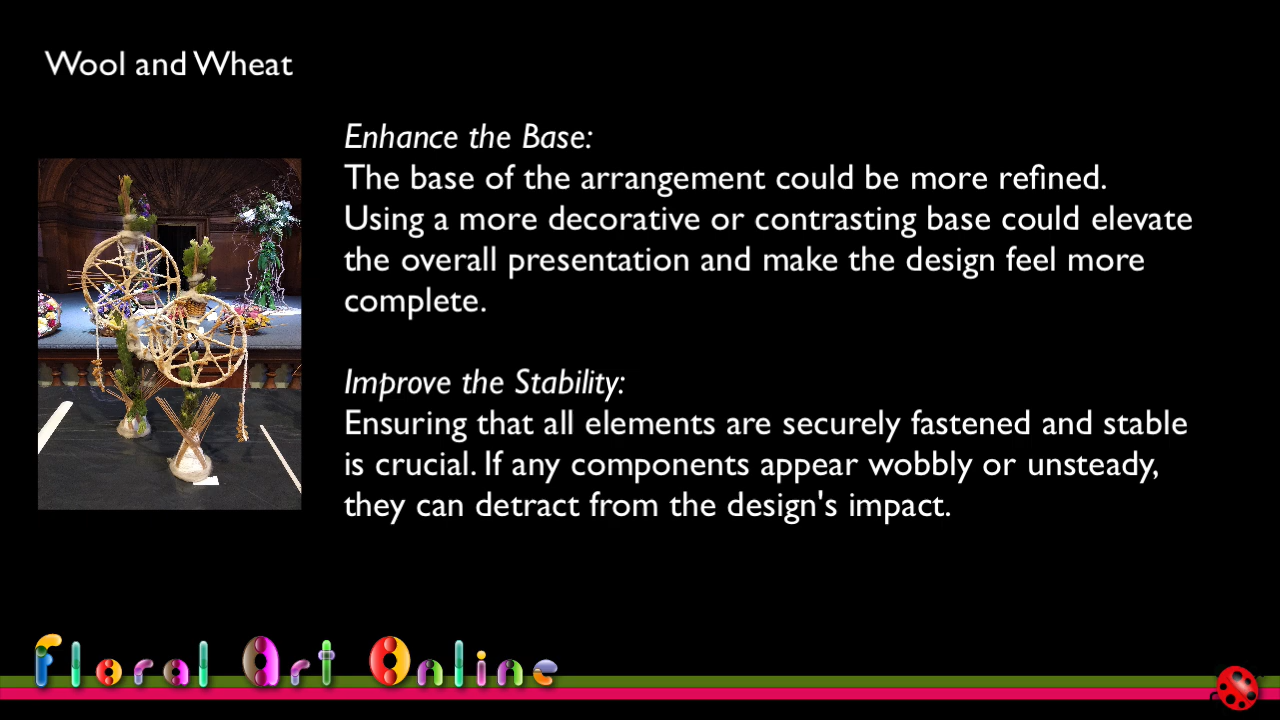 Wool and Wheat
Enhance the Base:
The base of the arrangement could be more refined.
Using a more decorative or contrasting base could elevate
the overall presentation and make the design feel more
complete.
Improve the Stability:
Ensuring that all elements are securely fastened and stable
is crucial. If any components appear wobbly or unsteady,
they can detract from the design's impact.
Floral Art Online